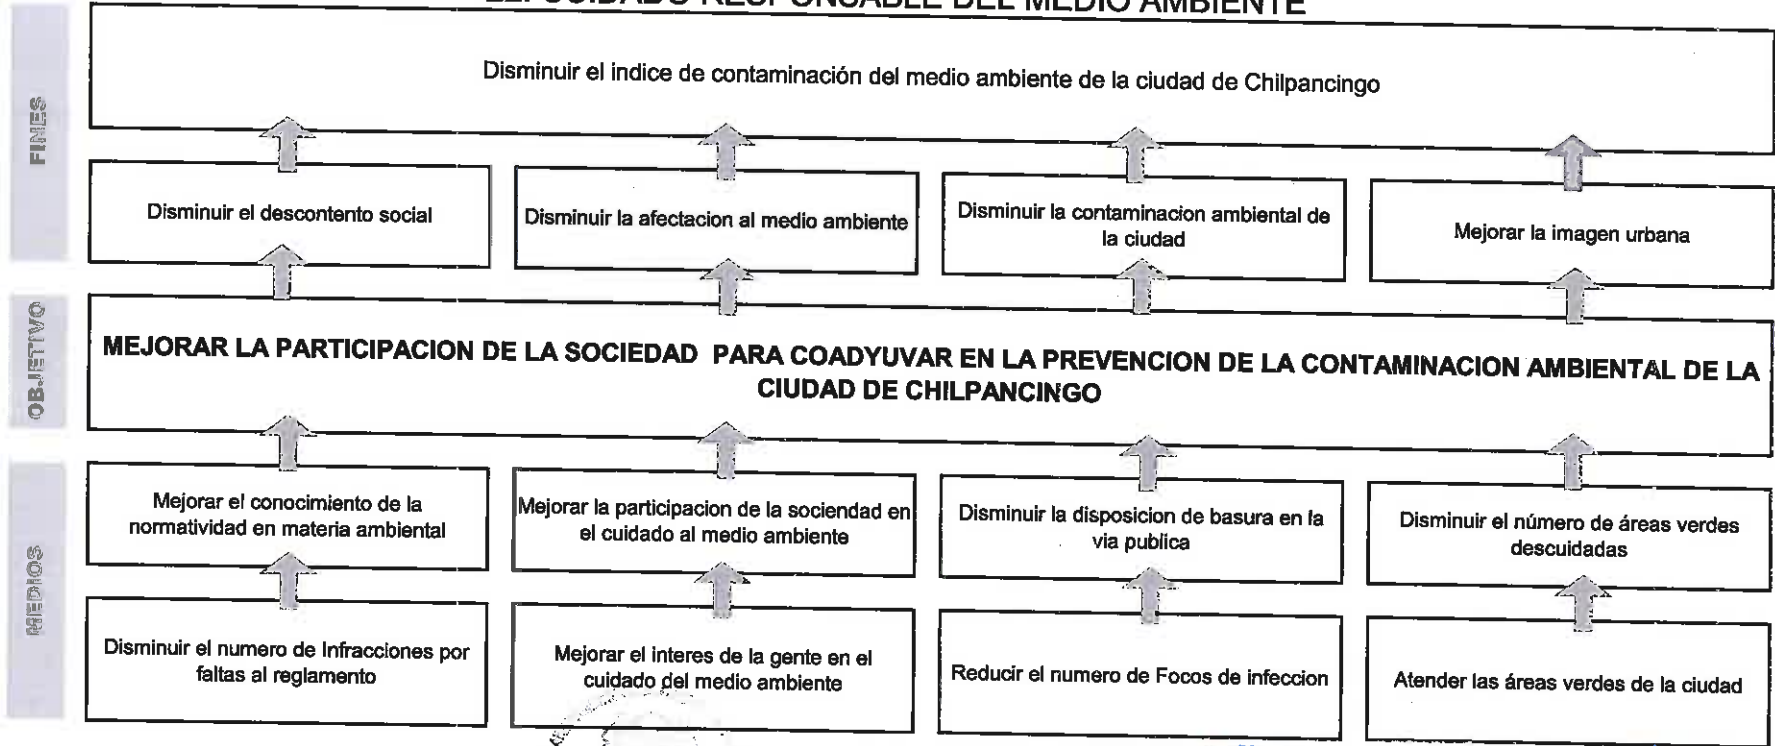 CUIDADO RESPONSABLE DEL MEDIO AMBIENTE
FINES
Disminuir el indice de contaminación del medio ambiente de la ciudad de Chilpancingo
Disminuir el descontento social
Disminuir la afectacion al medio ambiente
Disminuir la contaminacion ambiental de
la ciudad
Mejorar la imagen urbana
OBJETIVO
MEJORAR LA PARTICIPACION DE LA SOCIEDAD PARA COADYUVAR EN LA PREVENCION DE LA CONTAMINACION AMBIENTAL DE LA
CIUDAD DE CHILPANCINGO
MEDIOS
Mejorar el conocimiento de la
normatividad en materia ambiental
Mejorar la participacion de la sociendad en
el cuidado al medio ambiente
Disminuir la disposicion de basura en la
via publica
Disminuir el número de áreas verdes
descuidadas
Disminuir el numero de Infracciones por
faltas al reglamento
Mejorar el interes de la gente en el
cuidado del medio ambiente
Reducir el numero de Focos de infeccion
Atender las áreas verdes de la ciudad